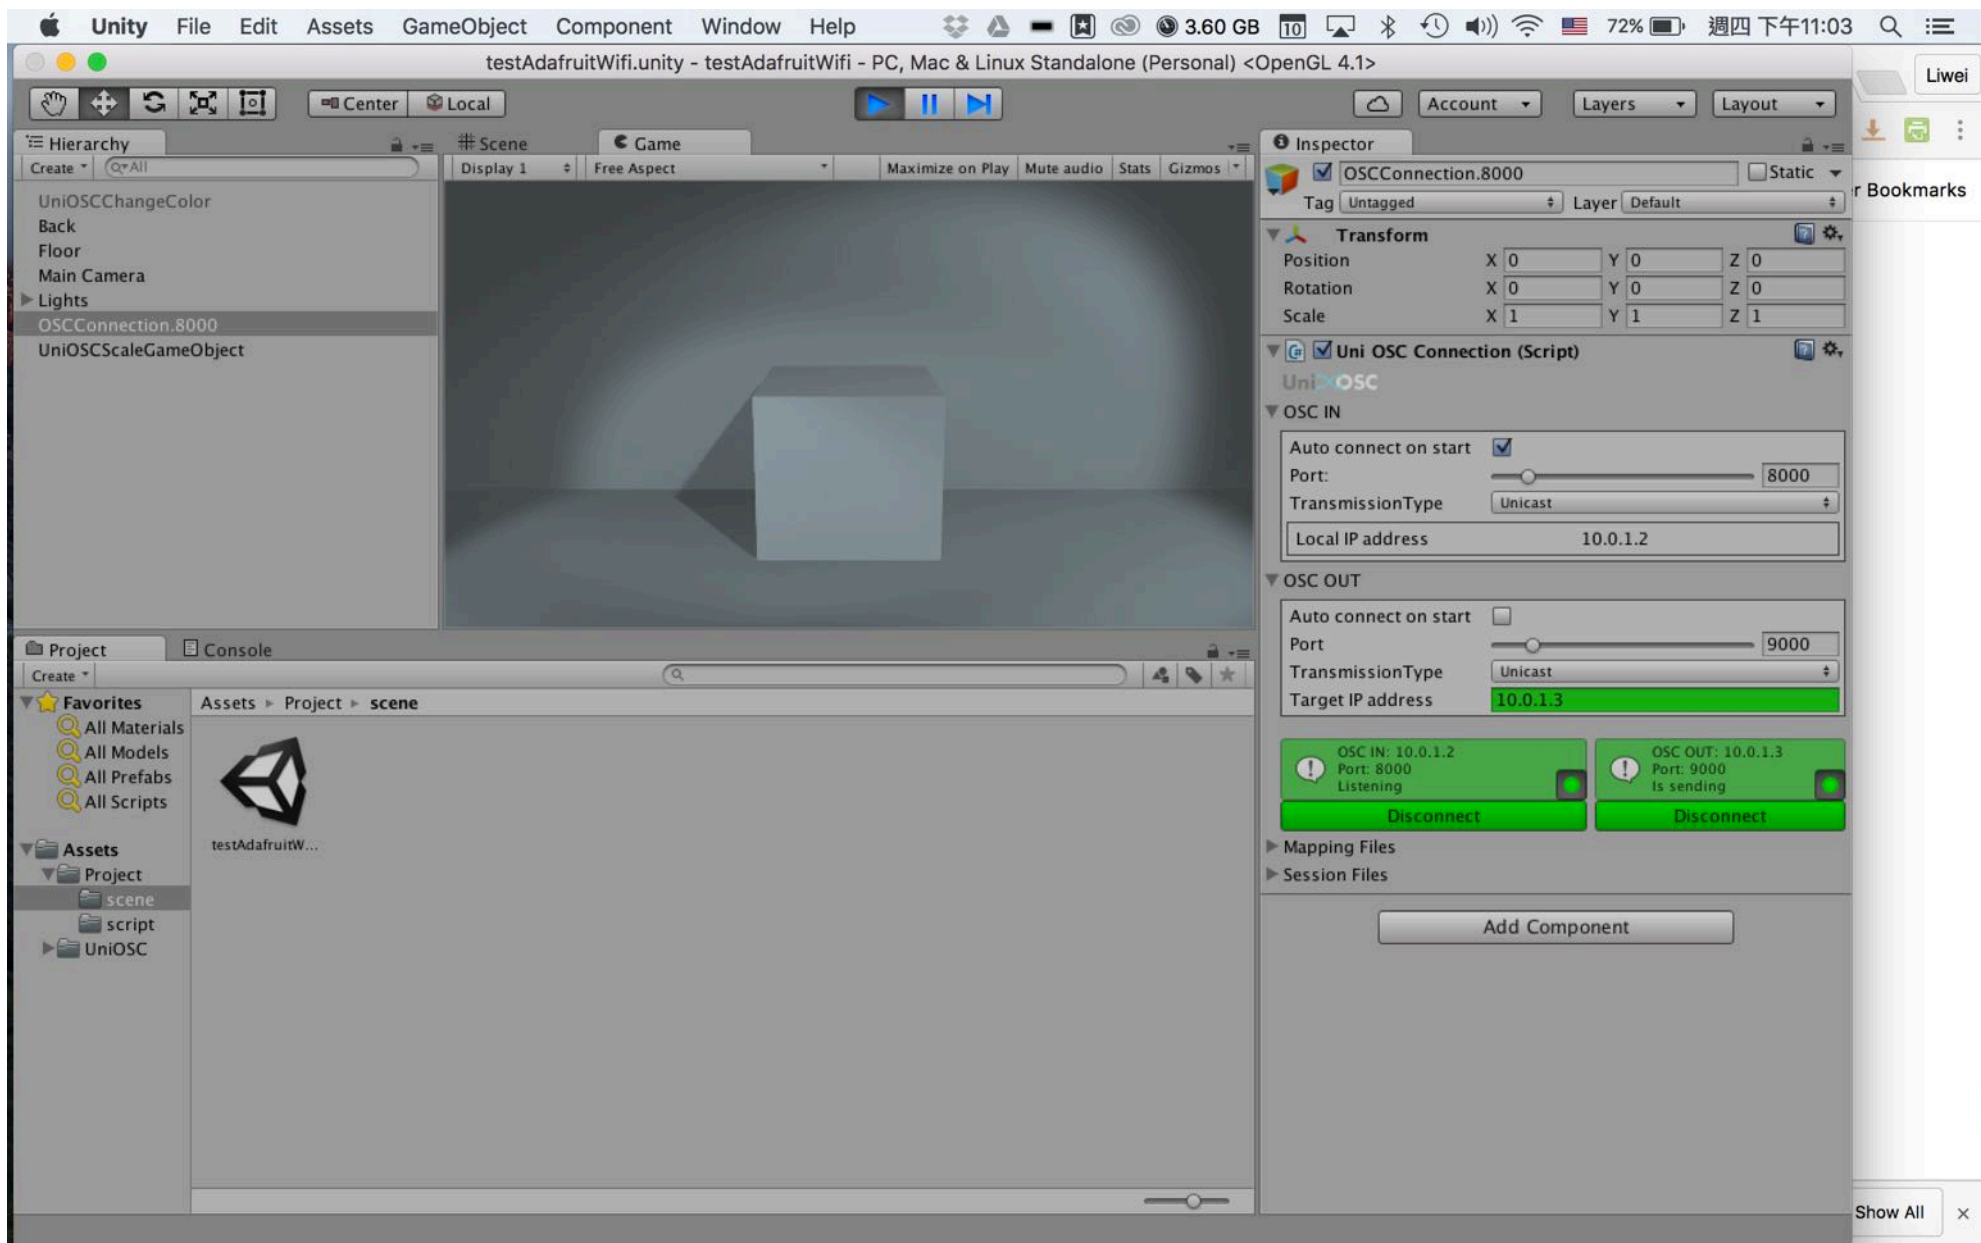 Unity File Edit Assets GameObject Component Window Help 3.60 GB 10 72% 週四 下午11:03
testAdafruitWifi.unity - testAdafruitWifi - PC, Mac & Linux Standalone (Personal) <OpenGL 4.1>
Liwei
Center Local Account Layers Layout
Hierarchy
Create All
UniOSCChangeColor
Back
Floor
Main Camera
Lights
OSCConnection.8000
UniOSCScaleGameObject
Scene Game
Display 1 Free Aspect Maximize on Play Mute audio Stats Gizmos
Inspector
OSCConnection.8000 Static
Tag Untagged Layer Default
r Bookmarks
Transform
Position X 0 Y 0 Z 0
Rotation X 0 Y 0 Z 0
Scale X 1 Y 1 Z 1
Uni OSC Connection (Script)
Uni OSC
OSC IN
Auto connect on start
Port: 8000
TransmissionType Unicast
Local IP address 10.0.1.2
OSC OUT
Auto connect on start
Port 9000
TransmissionType Unicast
Target IP address 10.0.1.3
OSC IN: 10.0.1.2
Port: 8000
Listening
Disconnect
OSC OUT: 10.0.1.3
Port: 9000
Is sending
Disconnect
Mapping Files
Session Files
Add Component
Project Console
Create
Favorites
All Materials
All Models
All Prefabs
All Scripts
Assets
Project
scene
script
UniOSC
Assets Project scene
testAdafruitW...
Show All